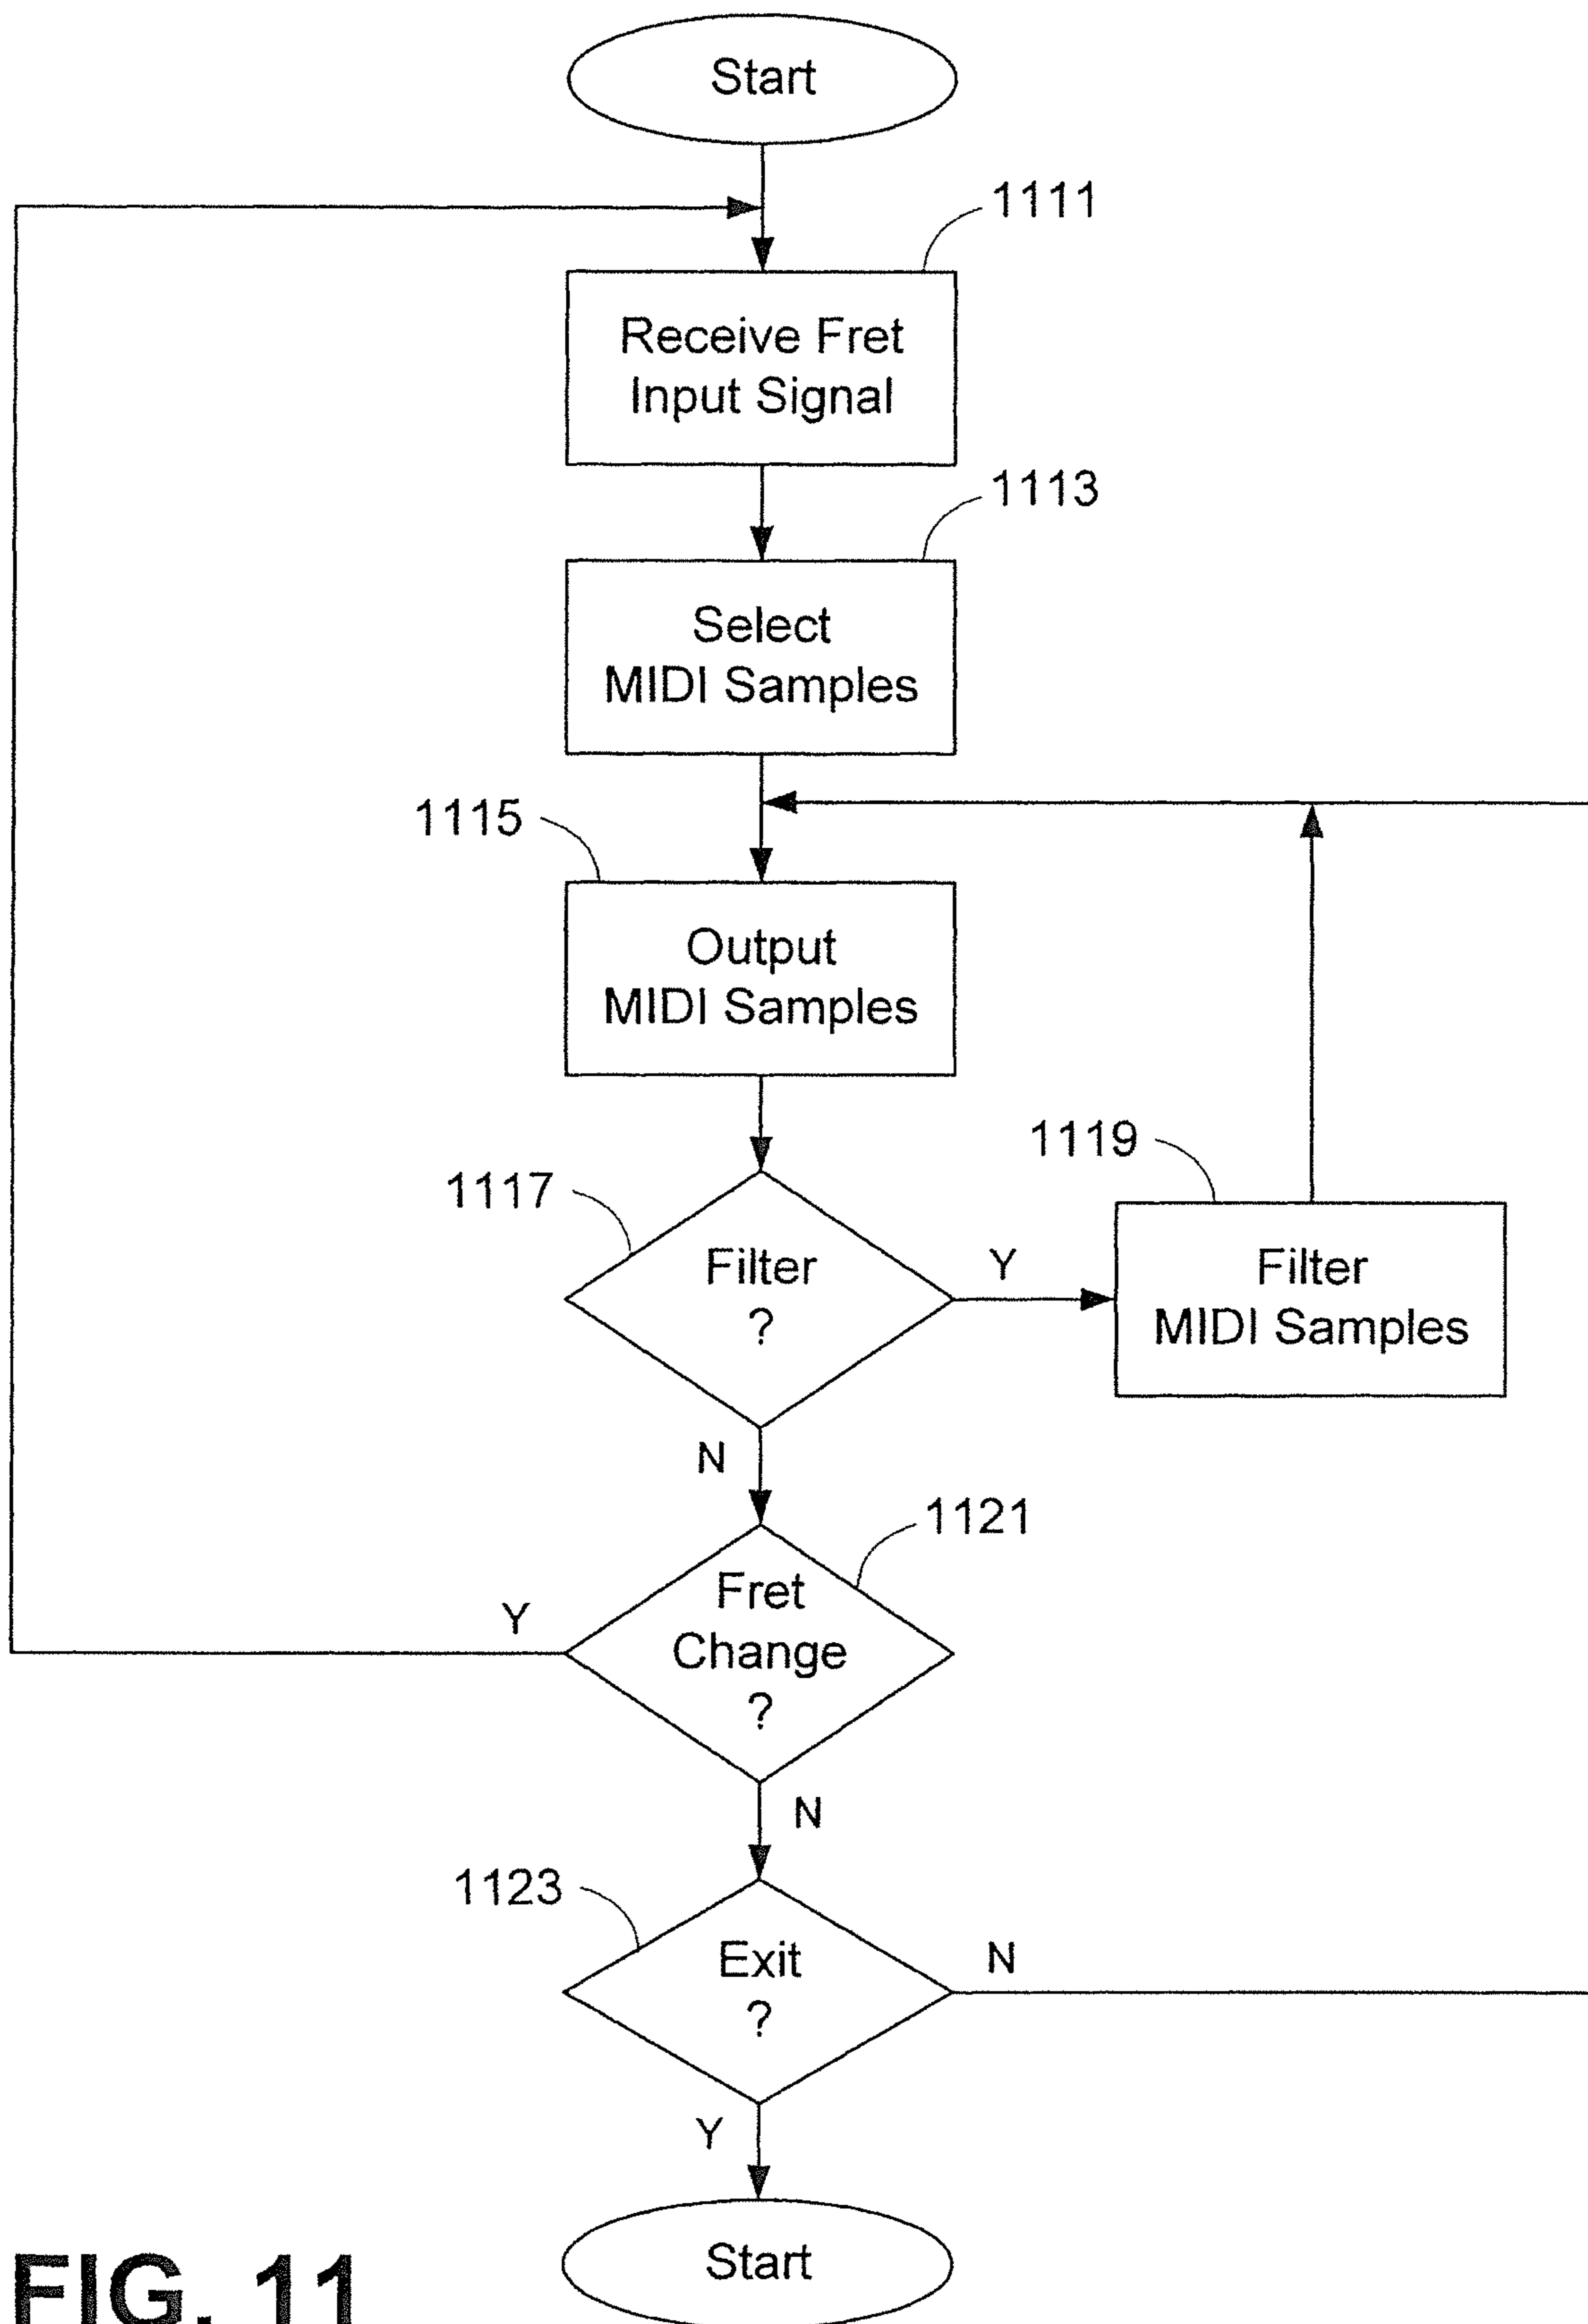 Start
1111
Receive Fret
Input Signal
1113
Select
MIDI Samples
1115
Output
MIDI Samples
1117
Filter
?
Y
1119
Filter
MIDI Samples
N
1121
Fret
Change
?
Y
N
1123
Exit
?
N
Y
Start
FIG. 11